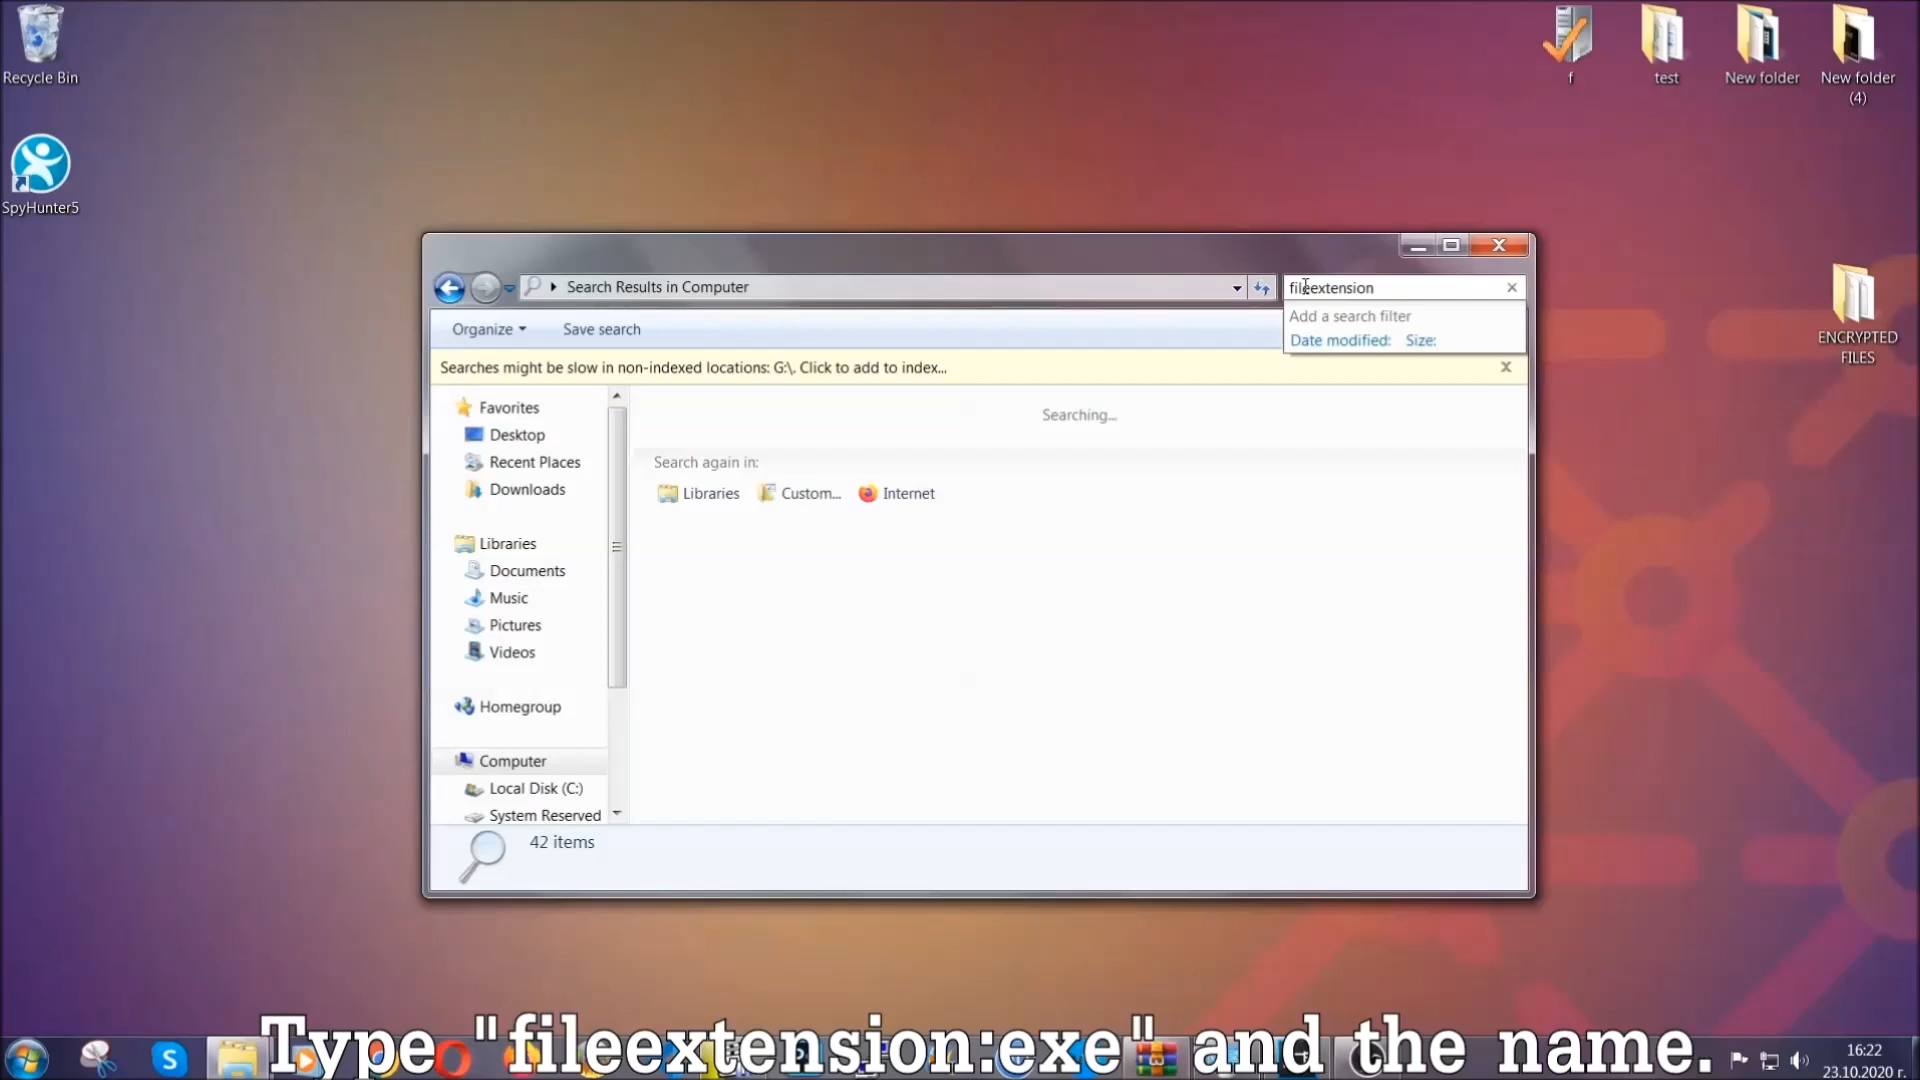 Recycle Bin
SpyHunter5
f
test
New folder
New folder
(4)
ENCRYPTED
FILES
Search Results in Computer
fileextension
Add a search filter
Date modified: Size:
Organize
Save search
Searches might be slow in non-indexed locations: G:\. Click to add to index...
Favorites
Desktop
Recent Places
Downloads
Libraries
Documents
Music
Pictures
Videos
Homegroup
Computer
Local Disk (C:)
System Reserved
Searching...
Search again in:
Libraries
Custom...
Internet
42 items
Type "fileextension:exe" and the name.
16:22
23.10.2020 г.